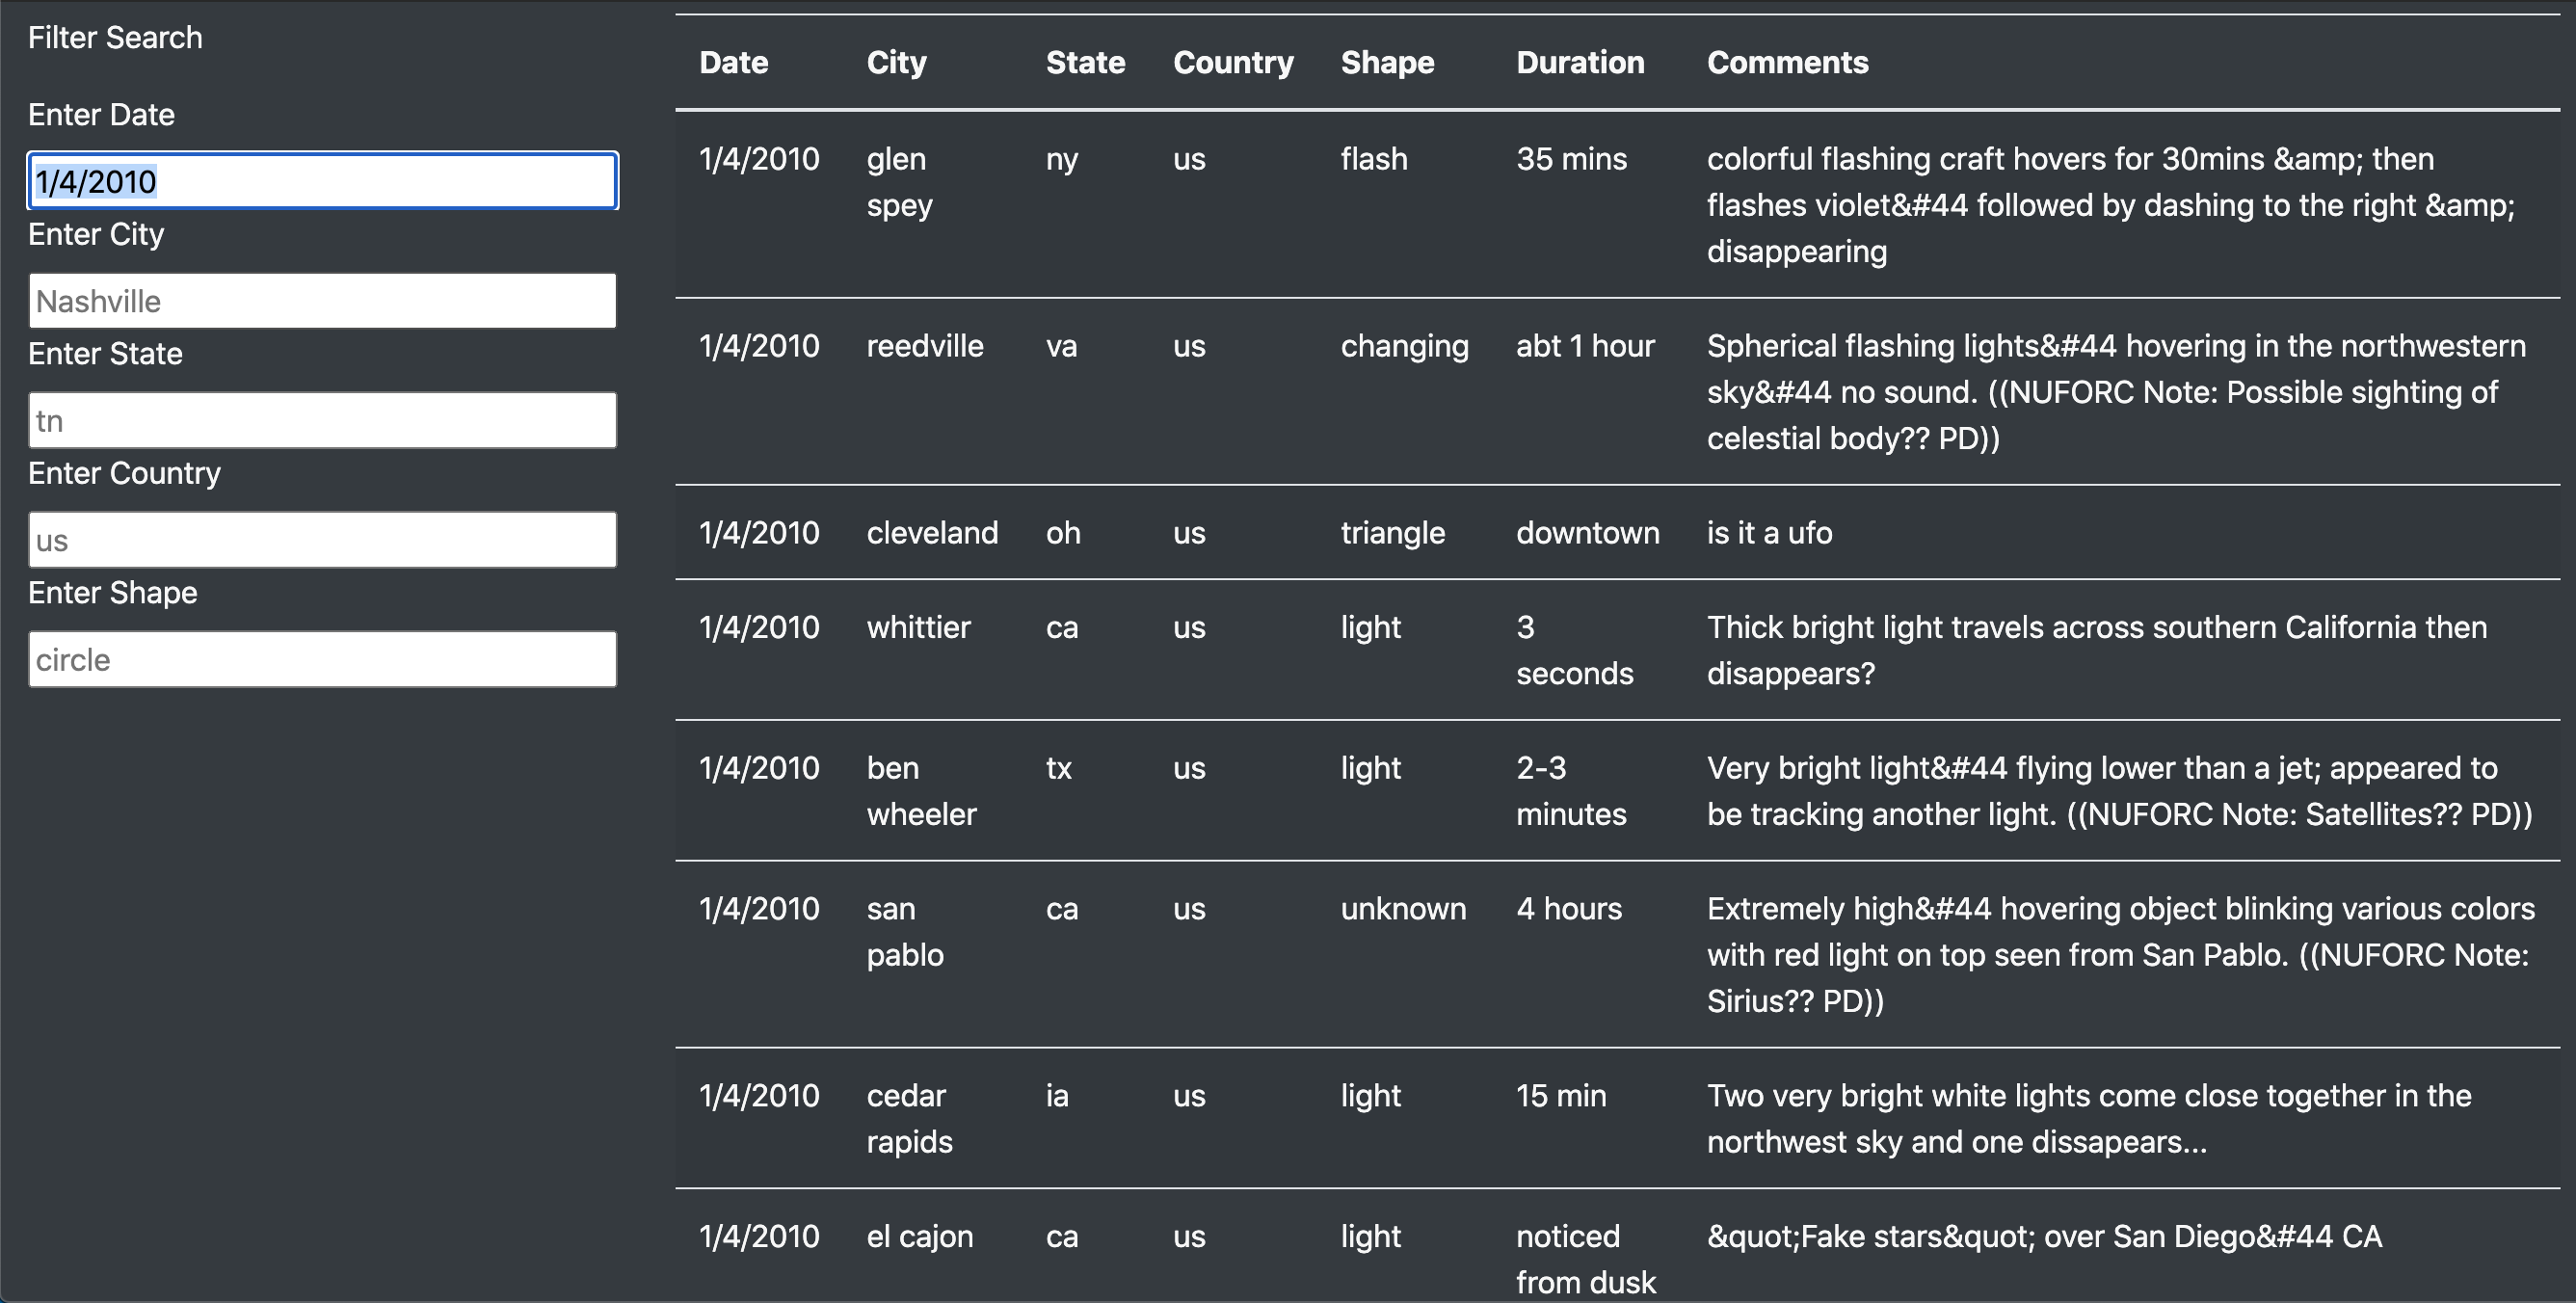 Filter Search
Enter Date
1/4/2010
Enter City
Nashville
Enter State
tn
Enter Country
us
Enter Shape
circle
Date City State Country Shape Duration Comments
1/4/2010 glen ny us flash 35 mins colorful flashing craft hovers for 30mins &amp; then
spey flashes violet&#44 followed by dashing to the right &amp;
disappearing
1/4/2010 reedville va us changing abt 1 hour Spherical flashing lights&#44 hovering in the northwestern
sky&#44 no sound. ((NUFORC Note: Possible sighting of
celestial body?? PD))
1/4/2010 cleveland oh us triangle downtown is it a ufo
1/4/2010 whittier ca us light 3 Thick bright light travels across southern California then
seconds disappears?
1/4/2010 ben tx us light 2-3 Very bright light&#44 flying lower than a jet; appeared to
wheeler minutes be tracking another light. ((NUFORC Note: Satellites?? PD))
1/4/2010 san ca us unknown 4 hours Extremely high&#44 hovering object blinking various colors
pablo with red light on top seen from San Pablo. ((NUFORC Note:
Sirius?? PD))
1/4/2010 cedar ia us light 15 min Two very bright white lights come close together in the
rapids northwest sky and one dissapears...
1/4/2010 el cajon ca us light noticed &quot;Fake stars&quot; over San Diego&#44 CA
from dusk